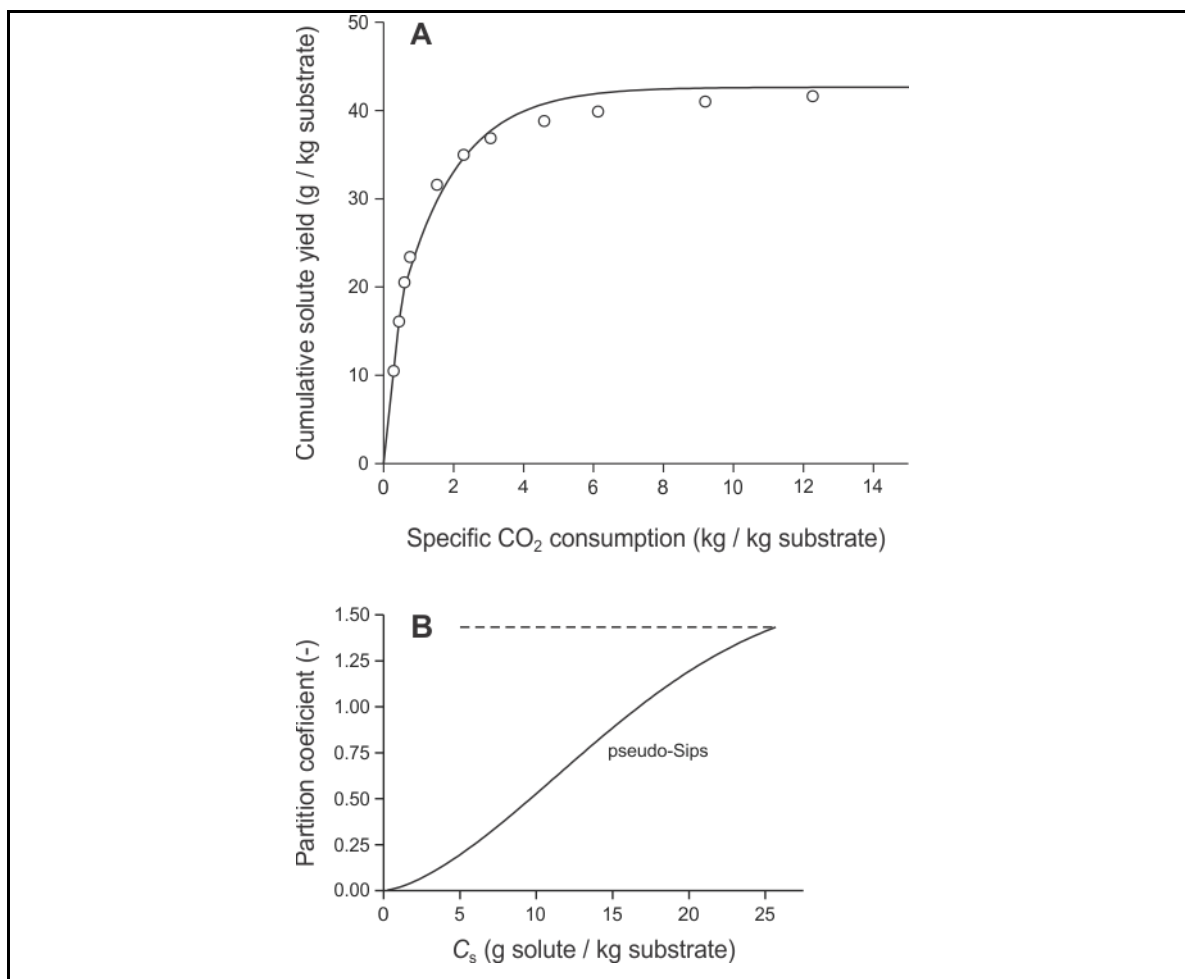 A
Cumulative solute yield (g / kg substrate)
50
40
30
20
10
0
0 2 4 6 8 10 12 14
Specific CO₂ consumption (kg / kg substrate)
B
Partition coeficient (-)
1.50
1.25
1.00
0.75
0.50
0.25
0.00
pseudo-Sips
0 5 10 15 20 25
Cs (g solute / kg substrate)